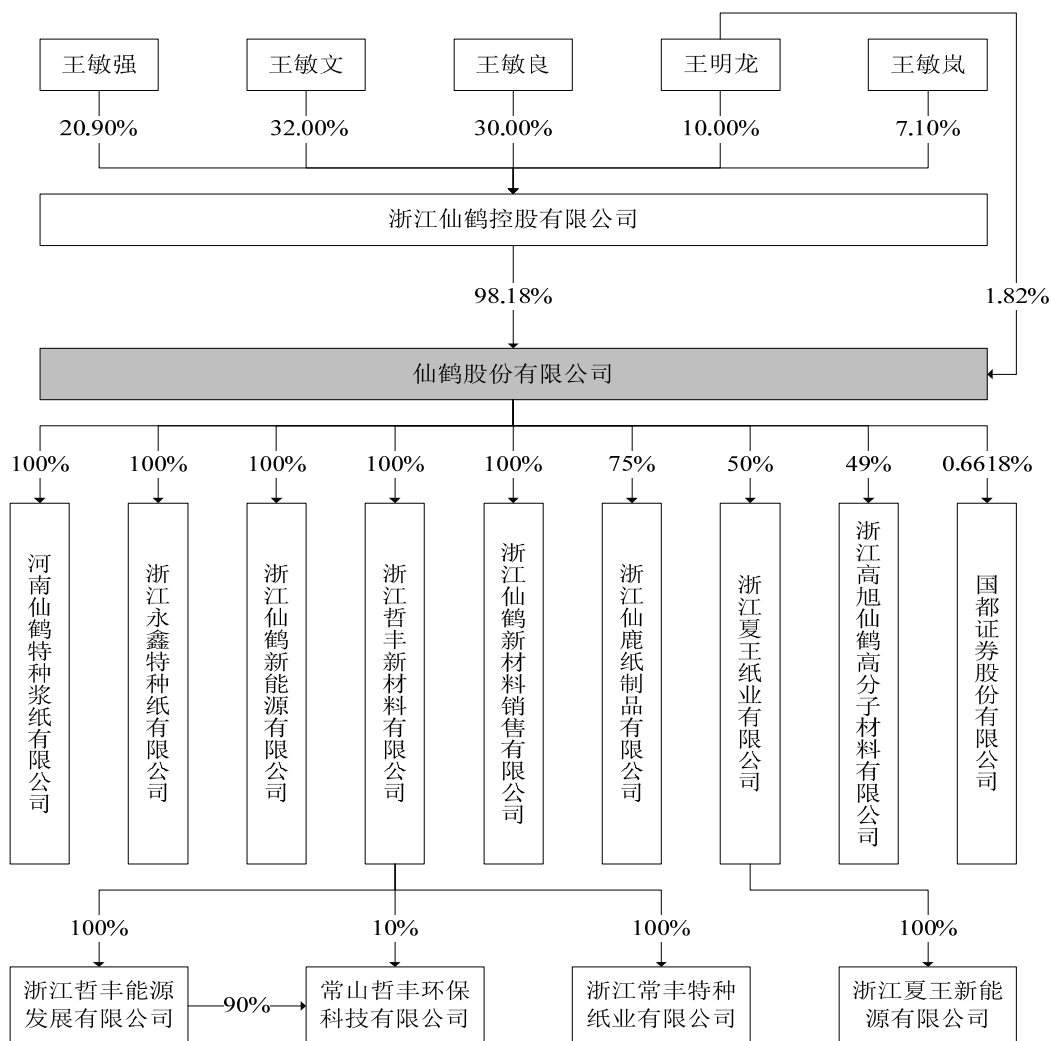 王敏强
王敏文
王敏良
王明龙
王敏岚
20.90%
32.00%
30.00%
10.00%
7.10%
浙江仙鹤控股有限公司
98.18%
1.82%
仙鹤股份有限公司
100%
100%
100%
100%
100%
75%
50%
49%
0.6618%
河南仙鹤特种浆纸有限公司
浙江永鑫特种纸有限公司
浙江仙鹤新能源有限公司
浙江哲丰新材料有限公司
浙江仙鹤新材料销售有限公司
浙江仙鹿纸制品有限公司
浙江夏王纸业有限公司
浙江高旭仙鹤高分子材料有限公司
国都证券股份有限公司
100%
10%
100%
100%
浙江哲丰能源
发展有限公司
90%
常山哲丰环保
科技有限公司
浙江常丰特种
纸业有限公司
浙江夏王新能
源有限公司